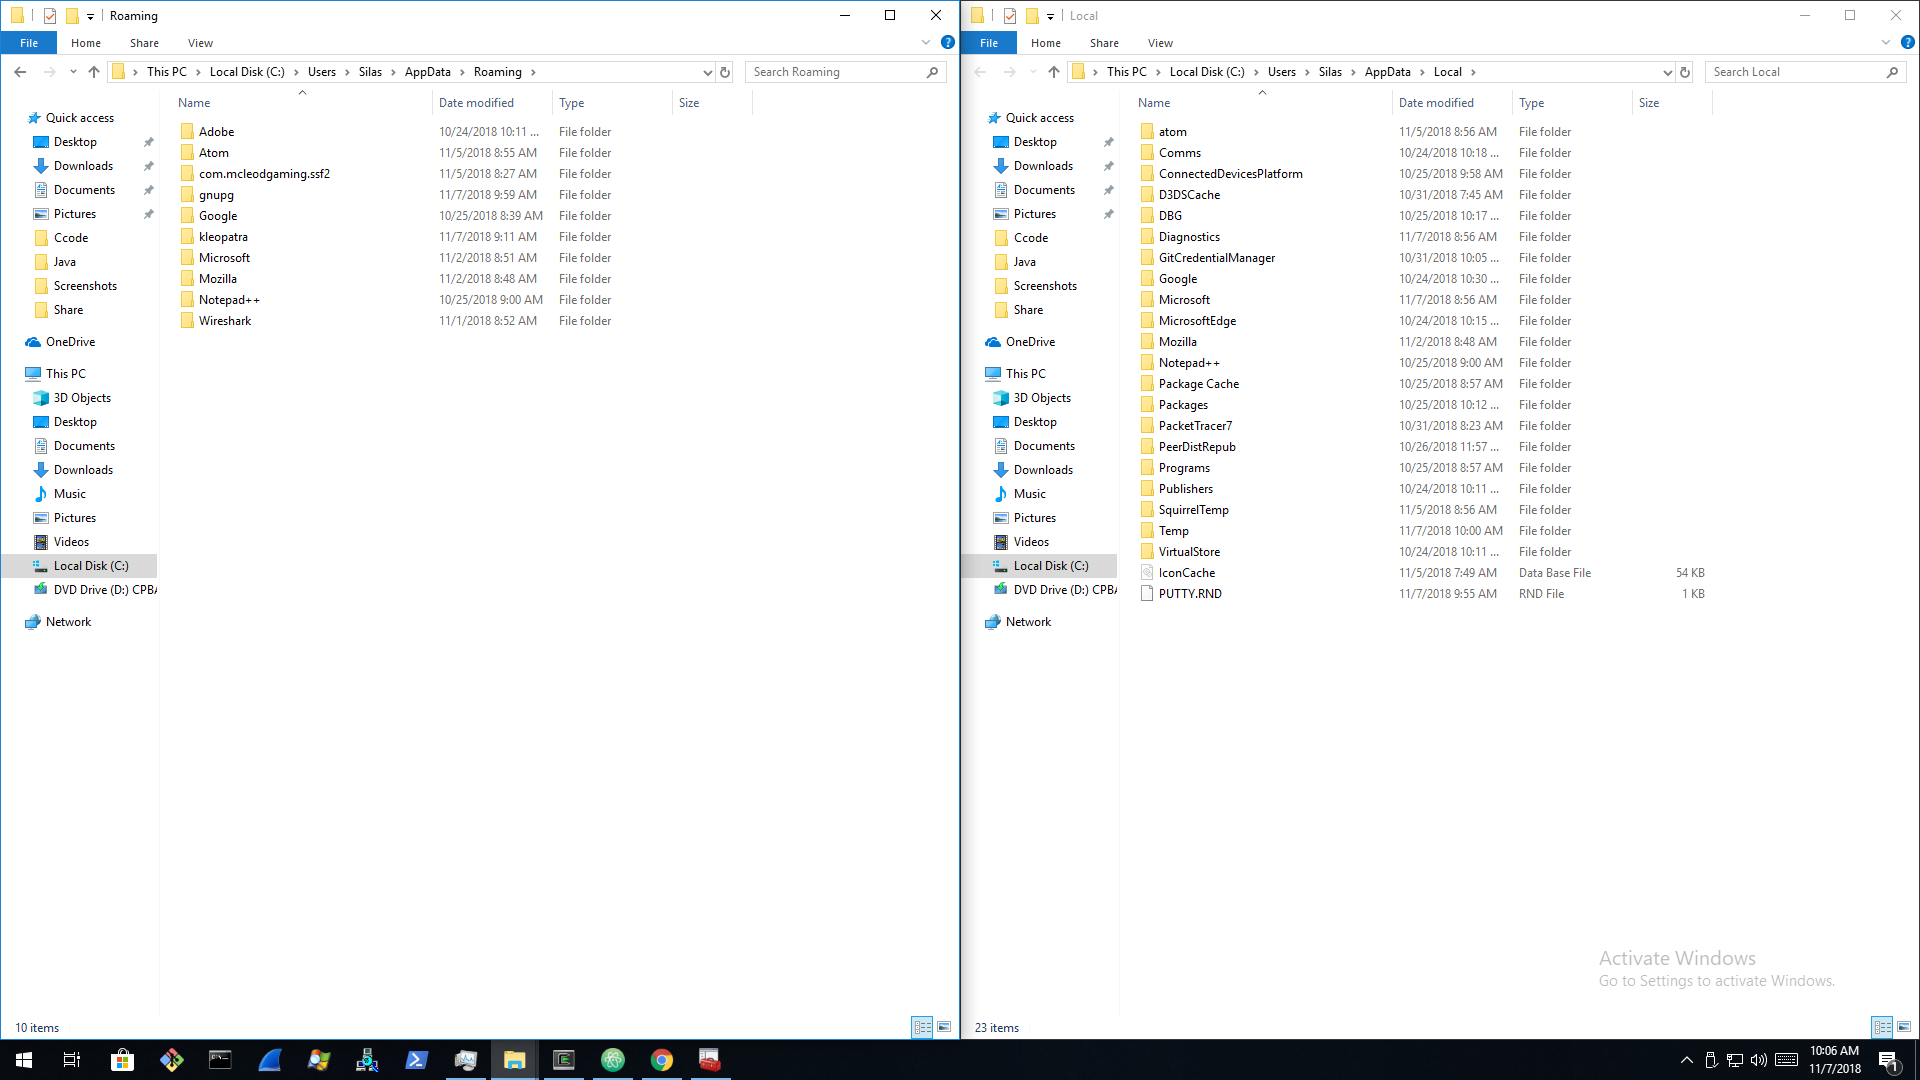 Roaming
File Home Share View
This PC Local Disk (C:) Users Silas AppData Roaming
Search Roaming
Name Date modified Type Size
Quick access
Desktop
Downloads
Documents
Pictures
Ccode
Java
Screenshots
Share
OneDrive
This PC
3D Objects
Desktop
Documents
Downloads
Music
Pictures
Videos
Local Disk (C:)
DVD Drive (D:) CPBA
Network
Adobe 10/24/2018 10:11 ... File folder
Atom 11/5/2018 8:55 AM File folder
com.mcleodgaming.ssf2 11/5/2018 8:27 AM File folder
gnupg 11/7/2018 9:59 AM File folder
Google 10/25/2018 8:39 AM File folder
kleopatra 11/7/2018 9:11 AM File folder
Microsoft 11/2/2018 8:51 AM File folder
Mozilla 11/2/2018 8:48 AM File folder
Notepad++ 10/25/2018 9:00 AM File folder
Wireshark 11/1/2018 8:52 AM File folder
10 items
Local
File Home Share View
This PC Local Disk (C:) Users Silas AppData Local
Search Local
Name Date modified Type Size
Quick access
Desktop
Downloads
Documents
Pictures
Ccode
Java
Screenshots
Share
OneDrive
This PC
3D Objects
Desktop
Documents
Downloads
Music
Pictures
Videos
Local Disk (C:)
DVD Drive (D:) CPBA
Network
atom 11/5/2018 8:56 AM File folder
Comms 10/24/2018 10:18 ... File folder
ConnectedDevicesPlatform 10/25/2018 9:58 AM File folder
D3DSCache 10/31/2018 7:45 AM File folder
DBG 10/25/2018 10:17 ... File folder
Diagnostics 11/7/2018 8:56 AM File folder
GitCredentialManager 10/31/2018 10:05 ... File folder
Google 10/24/2018 10:30 ... File folder
Microsoft 11/7/2018 8:56 AM File folder
MicrosoftEdge 10/24/2018 10:15 ... File folder
Mozilla 11/2/2018 8:48 AM File folder
Notepad++ 10/25/2018 9:00 AM File folder
Package Cache 10/25/2018 8:57 AM File folder
Packages 10/25/2018 10:12 ... File folder
PacketTracer7 10/31/2018 8:23 AM File folder
PeerDistRepub 10/26/2018 11:57 ... File folder
Programs 10/25/2018 8:57 AM File folder
Publishers 10/24/2018 10:11 ... File folder
SquirrelTemp 11/5/2018 8:56 AM File folder
Temp 11/7/2018 10:00 AM File folder
VirtualStore 10/24/2018 10:11 ... File folder
IconCache 11/5/2018 7:49 AM Data Base File 54 KB
PUTTY.RND 11/7/2018 9:55 AM RND File 1 KB
Activate Windows
Go to Settings to activate Windows.
23 items
10:06 AM
11/7/2018
1